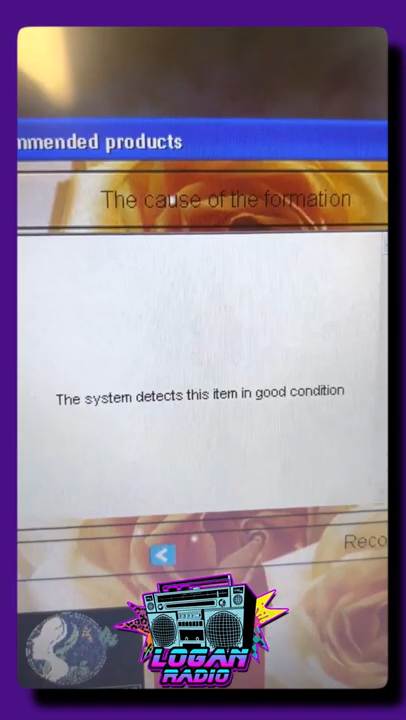 mmended products
The cause of the formation
The system detects this item in good condition
Reco
LOGAN
RADIO